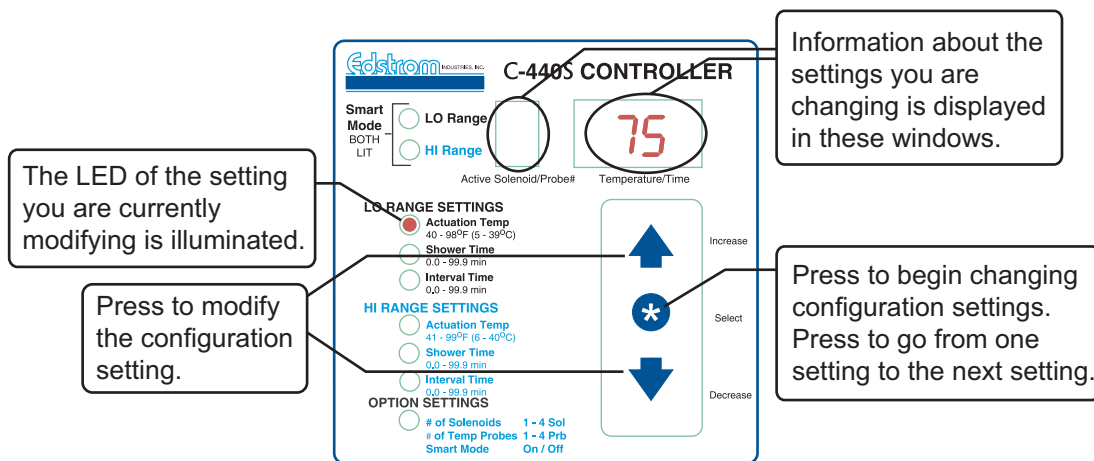 Edstrom INDUSTRIES, INC.
C-440S CONTROLLER
Smart
Mode
BOTH
LIT
LO Range
HI Range
75
Active Solenoid/Probe#
Temperature/Time
Information about the
settings you are
changing is displayed
in these windows.
The LED of the setting
you are currently
modifying is illuminated.
LO RANGE SETTINGS
Actuation Temp
40 - 98°F (5 - 39°C)
Shower Time
0.0 - 99.9 min
Interval Time
0.0 - 99.9 min
Press to modify
the configuration
setting.
HI RANGE SETTINGS
Actuation Temp
41 - 99°F (6 - 40°C)
Shower Time
0.0 - 99.9 min
Interval Time
0.0 - 99.9 min
OPTION SETTINGS
# of Solenoids 1 - 4 Sol
# of Temp Probes 1 - 4 Prb
Smart Mode On / Off
Increase
*
Select
Decrease
Press to begin changing
configuration settings.
Press to go from one
setting to the next setting.